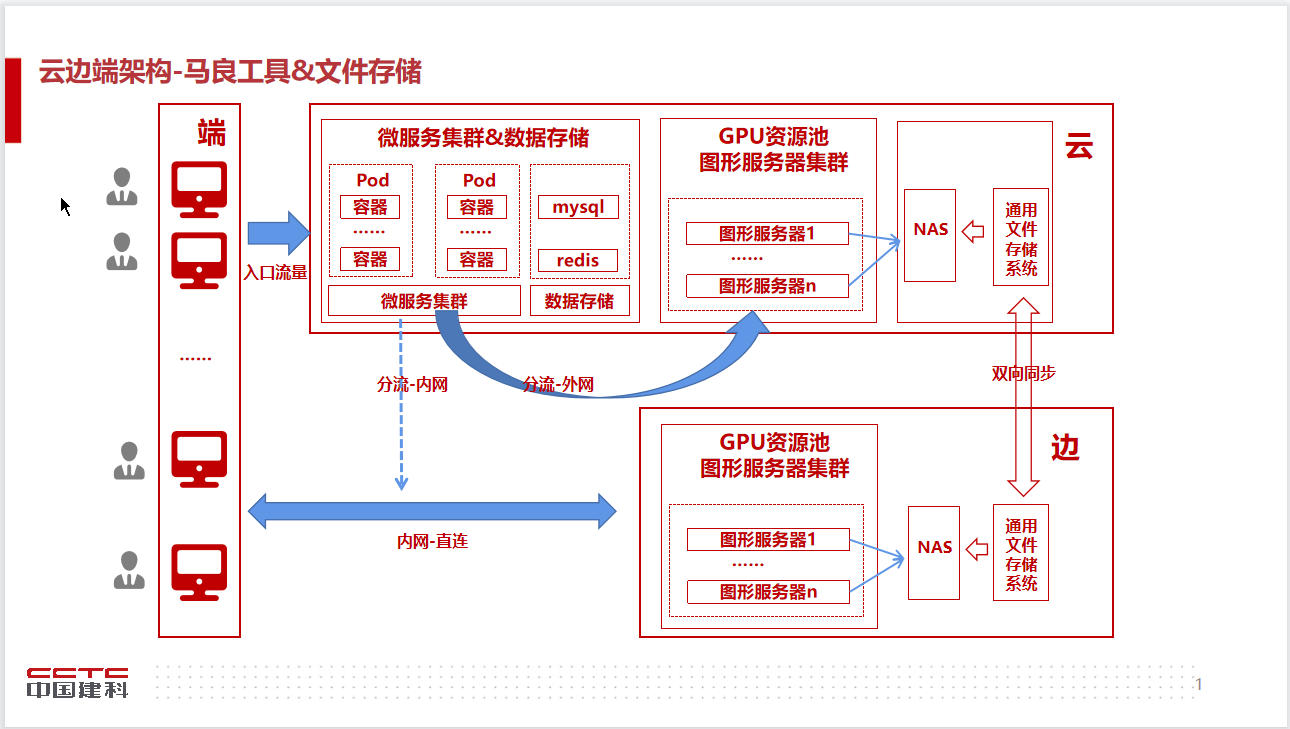 云边端架构-马良工具&文件存储
端
……
入口流量
云
微服务集群&数据存储
Pod
容器
……
容器
Pod
容器
……
容器
mysql
redis
微服务集群
数据存储
GPU资源池
图形服务器集群
图形服务器1
……
图形服务器n
NAS
通用
文件
存储
系统
分流-内网
分流-外网
双向同步
内网-直连
边
GPU资源池
图形服务器集群
图形服务器1
……
图形服务器n
NAS
通用
文件
存储
系统
CCTC
中国建科
1